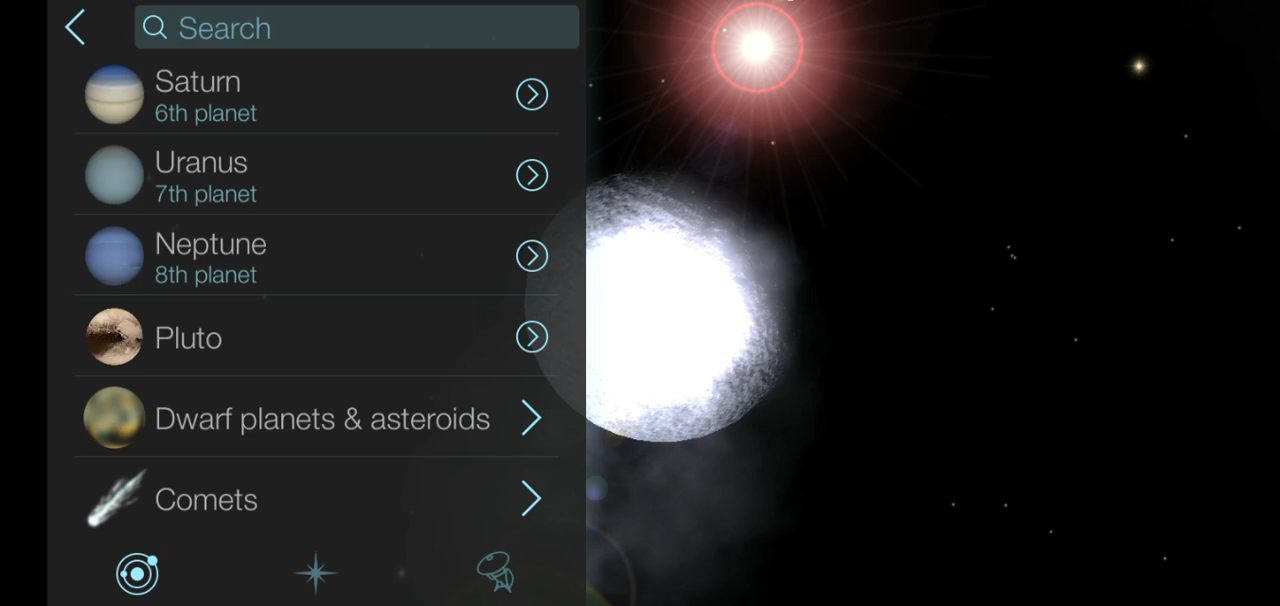 Search
Saturn
6th planet
Uranus
7th planet
Neptune
8th planet
Pluto
Dwarf planets & asteroids
Comets